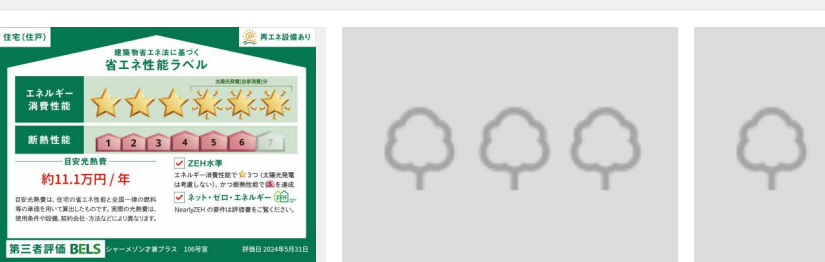 住宅(住戸)
再エネ設備あり
建築物省エネ法に基づく
省エネ性能ラベル
太陽光発電(自家消費)分
エネルギー
消費性能
断熱性能
1 2 3 4 5 6 7
目安光熱費
約11.1万円 / 年
目安光熱費は、住宅の省エネ性能と全国一律の燃料
等の単価を用いて算出したものです。実際の光熱費は、
使用条件や設備、契約会社・方法などにより異なります。
ZEH水準
エネルギー消費性能で 3つ (太陽光発電
は考慮しない)、かつ断熱性能で 5 を達成
ネット・ゼロ・エネルギー ZEH
NearlyZEH の要件は評価書をご覧ください。
第三者評価 BELS シャーメゾン才兼プラス 106号室 評価日 2024年5月31日